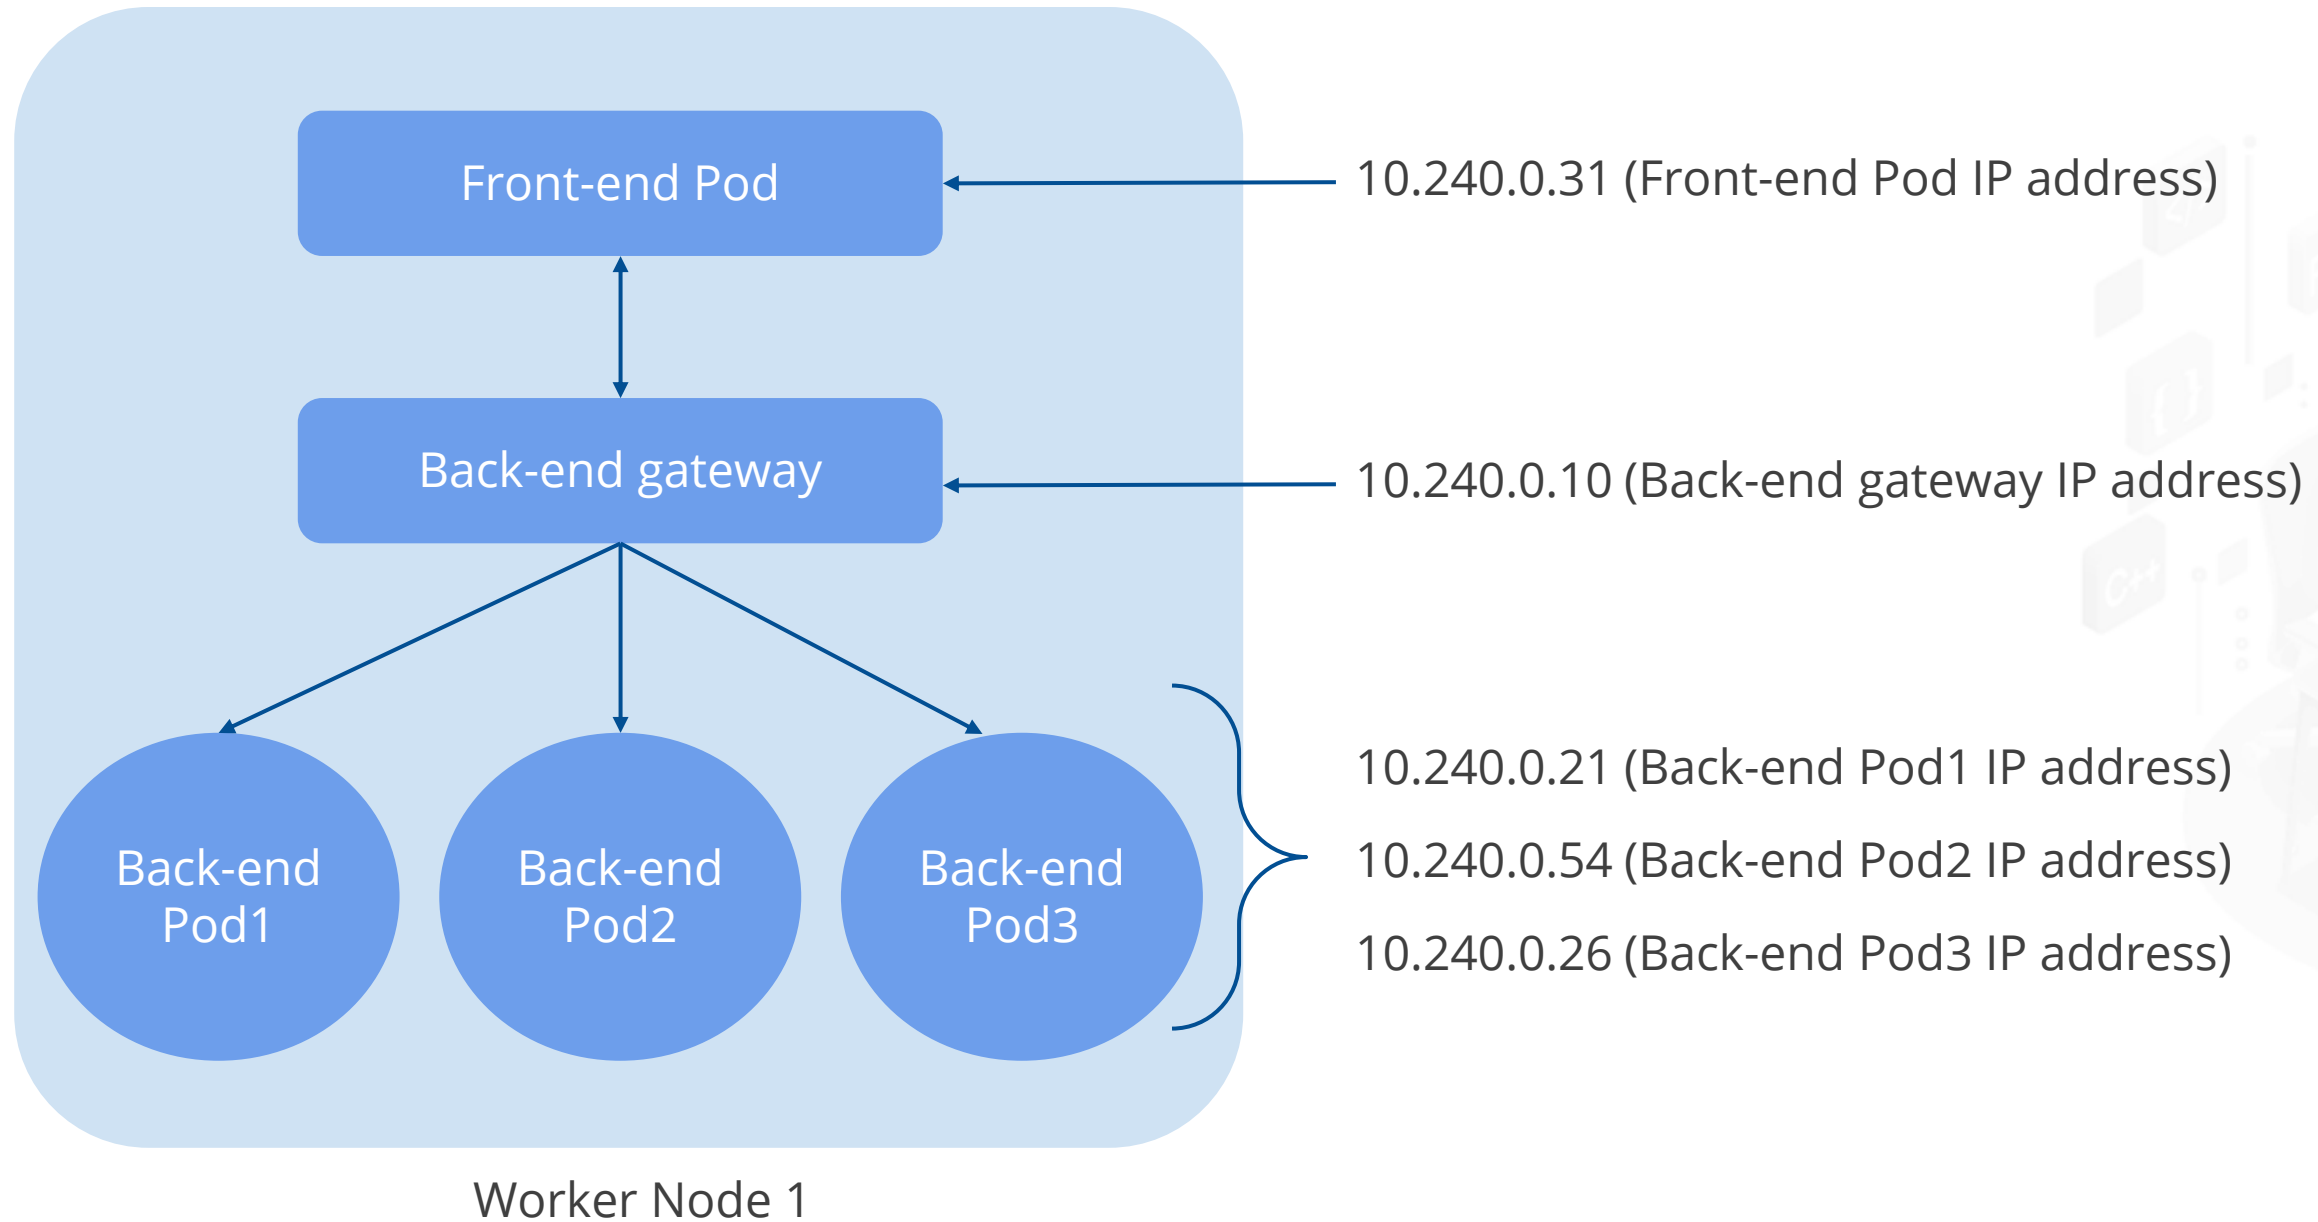 Front-end Pod
10.240.0.31 (Front-end Pod IP address)
Back-end gateway
10.240.0.10 (Back-end gateway IP address)
Back-end
Pod1
Back-end
Pod2
Back-end
Pod3
10.240.0.21 (Back-end Pod1 IP address)
10.240.0.54 (Back-end Pod2 IP address)
10.240.0.26 (Back-end Pod3 IP address)
Worker Node 1
{ }
C++